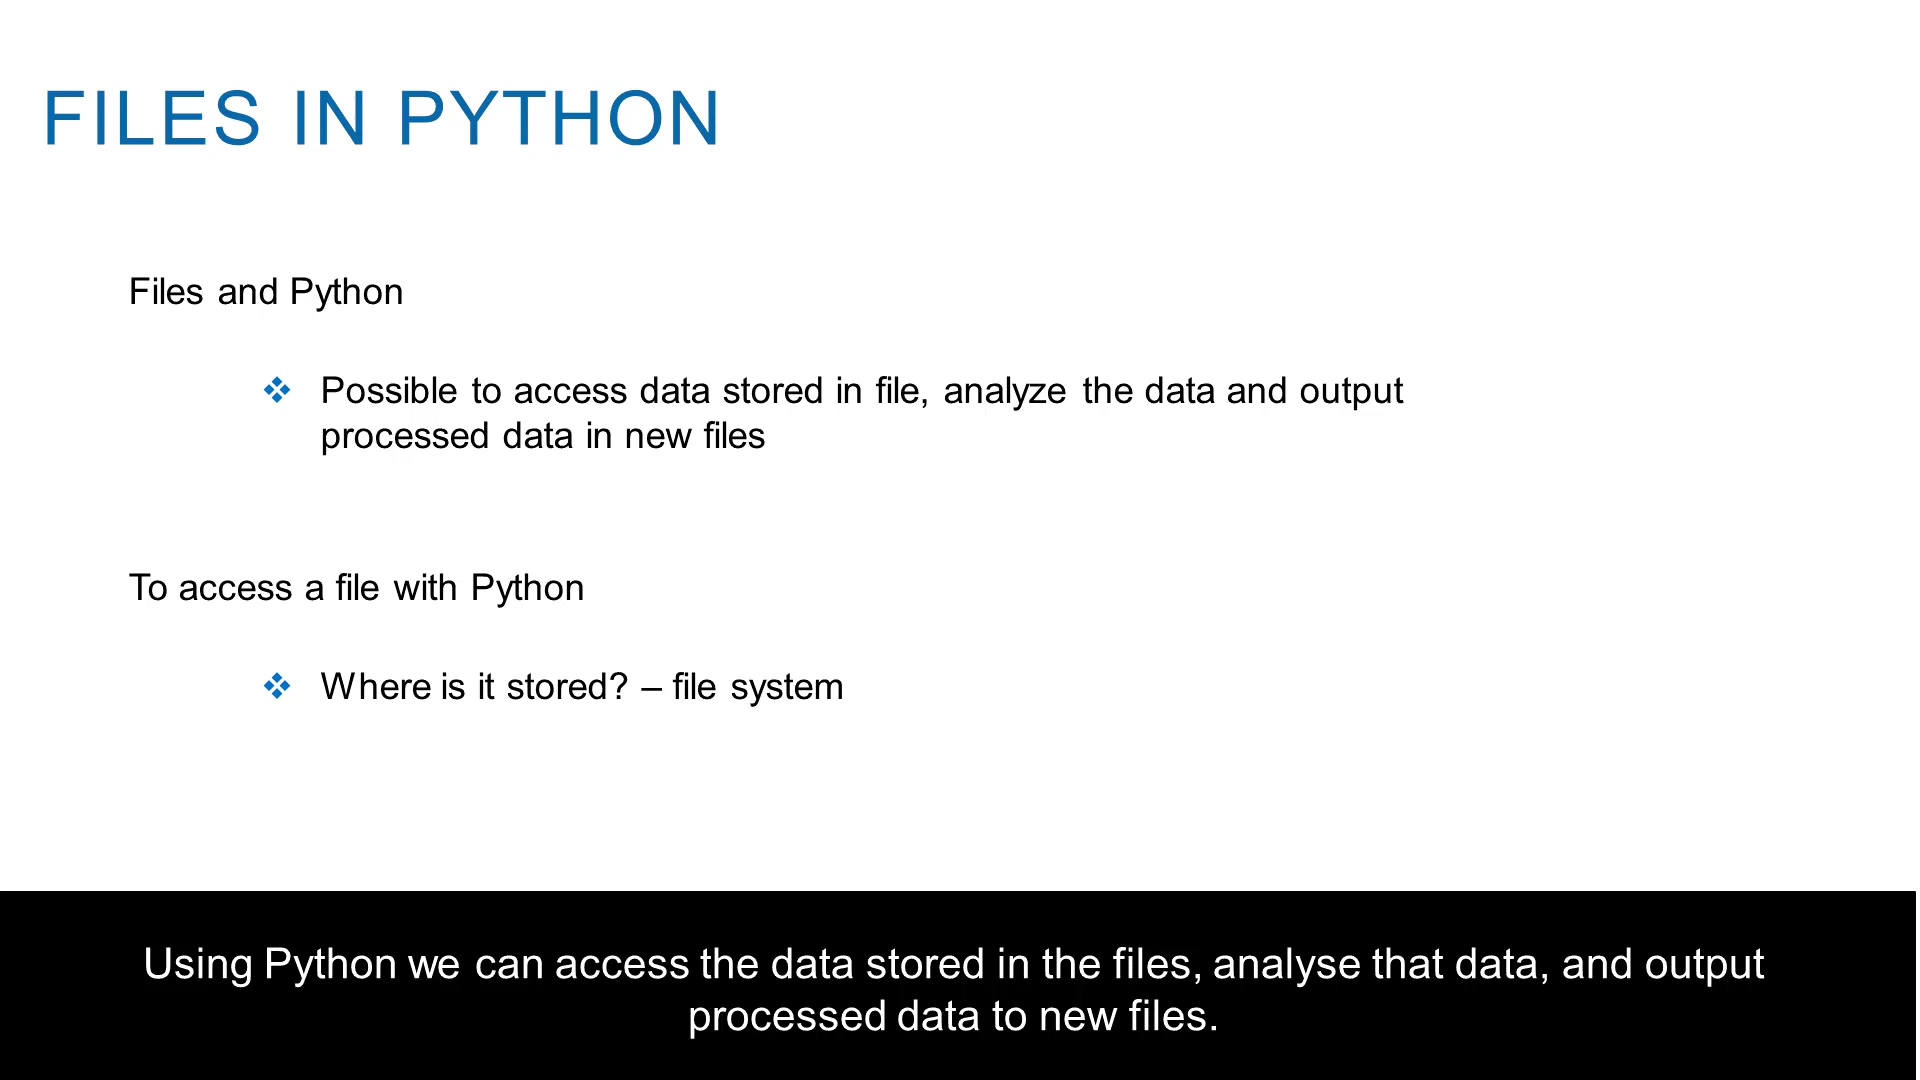 FILES IN PYTHON
Files and Python
❖ Possible to access data stored in file, analyze the data and output
processed data in new files
To access a file with Python
❖ Where is it stored? – file system
Using Python we can access the data stored in the files, analyse that data, and output
processed data to new files.